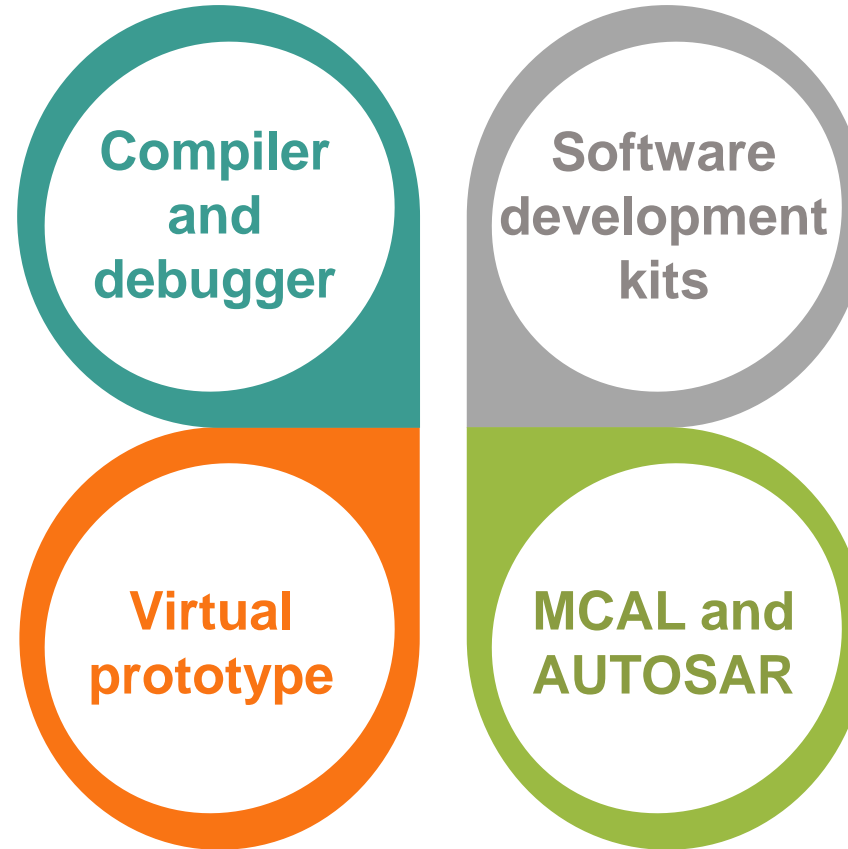 Compiler
and
debugger
Software
development
kits
Virtual
prototype
MCAL and
AUTOSAR